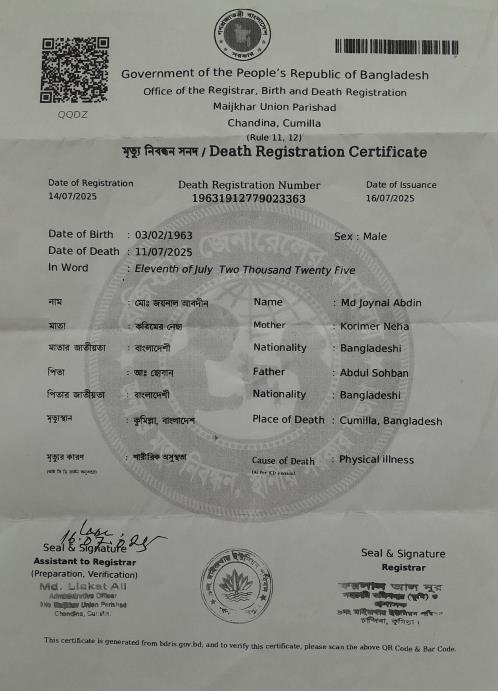 গণপ্রজাতন্ত্রী বাংলাদেশ
সরকার
QQDZ
Government of the People's Republic of Bangladesh
Office of the Registrar, Birth and Death Registration
Maijkhar Union Parishad
Chandina, Cumilla
(Rule 11, 12)
মৃত্যু নিবন্ধন সনদ / Death Registration Certificate
Date of Registration Death Registration Number Date of Issuance
14/07/2025 19631912779023363 16/07/2025
Date of Birth : 03/02/1963 Sex : Male
Date of Death : 11/07/2025
In Word : Eleventh of July Two Thousand Twenty Five
নাম : মোঃ জয়নাল আবদীন Name : Md Joynal Abdin
মাতা : করিমের নেছা Mother : Korimer Neha
মাতার জাতীয়তা : বাংলাদেশী Nationality : Bangladeshi
পিতা : আঃ ছোবান Father : Abdul Sohban
পিতার জাতীয়তা : বাংলাদেশী Nationality : Bangladeshi
মৃত্যুস্থান : কুমিল্লা, বাংলাদেশ Place of Death : Cumilla, Bangladesh
মৃত্যুর কারণ : শারীরিক অসুস্থতা Cause of Death : Physical illness
16.07.2025
Seal & Signature Seal & Signature
Assistant to Registrar Registrar
(Preparation, Verification)
Md. Liakat Ali
Administrative Officer
Maijkhar Union Parishad
Chandina, Cumilla.
চান্দিনা, কুমিল্লা।
This certificate is generated from bdris.gov.bd, and to verify this certificate, please scan the above QR Code & Bar Code.